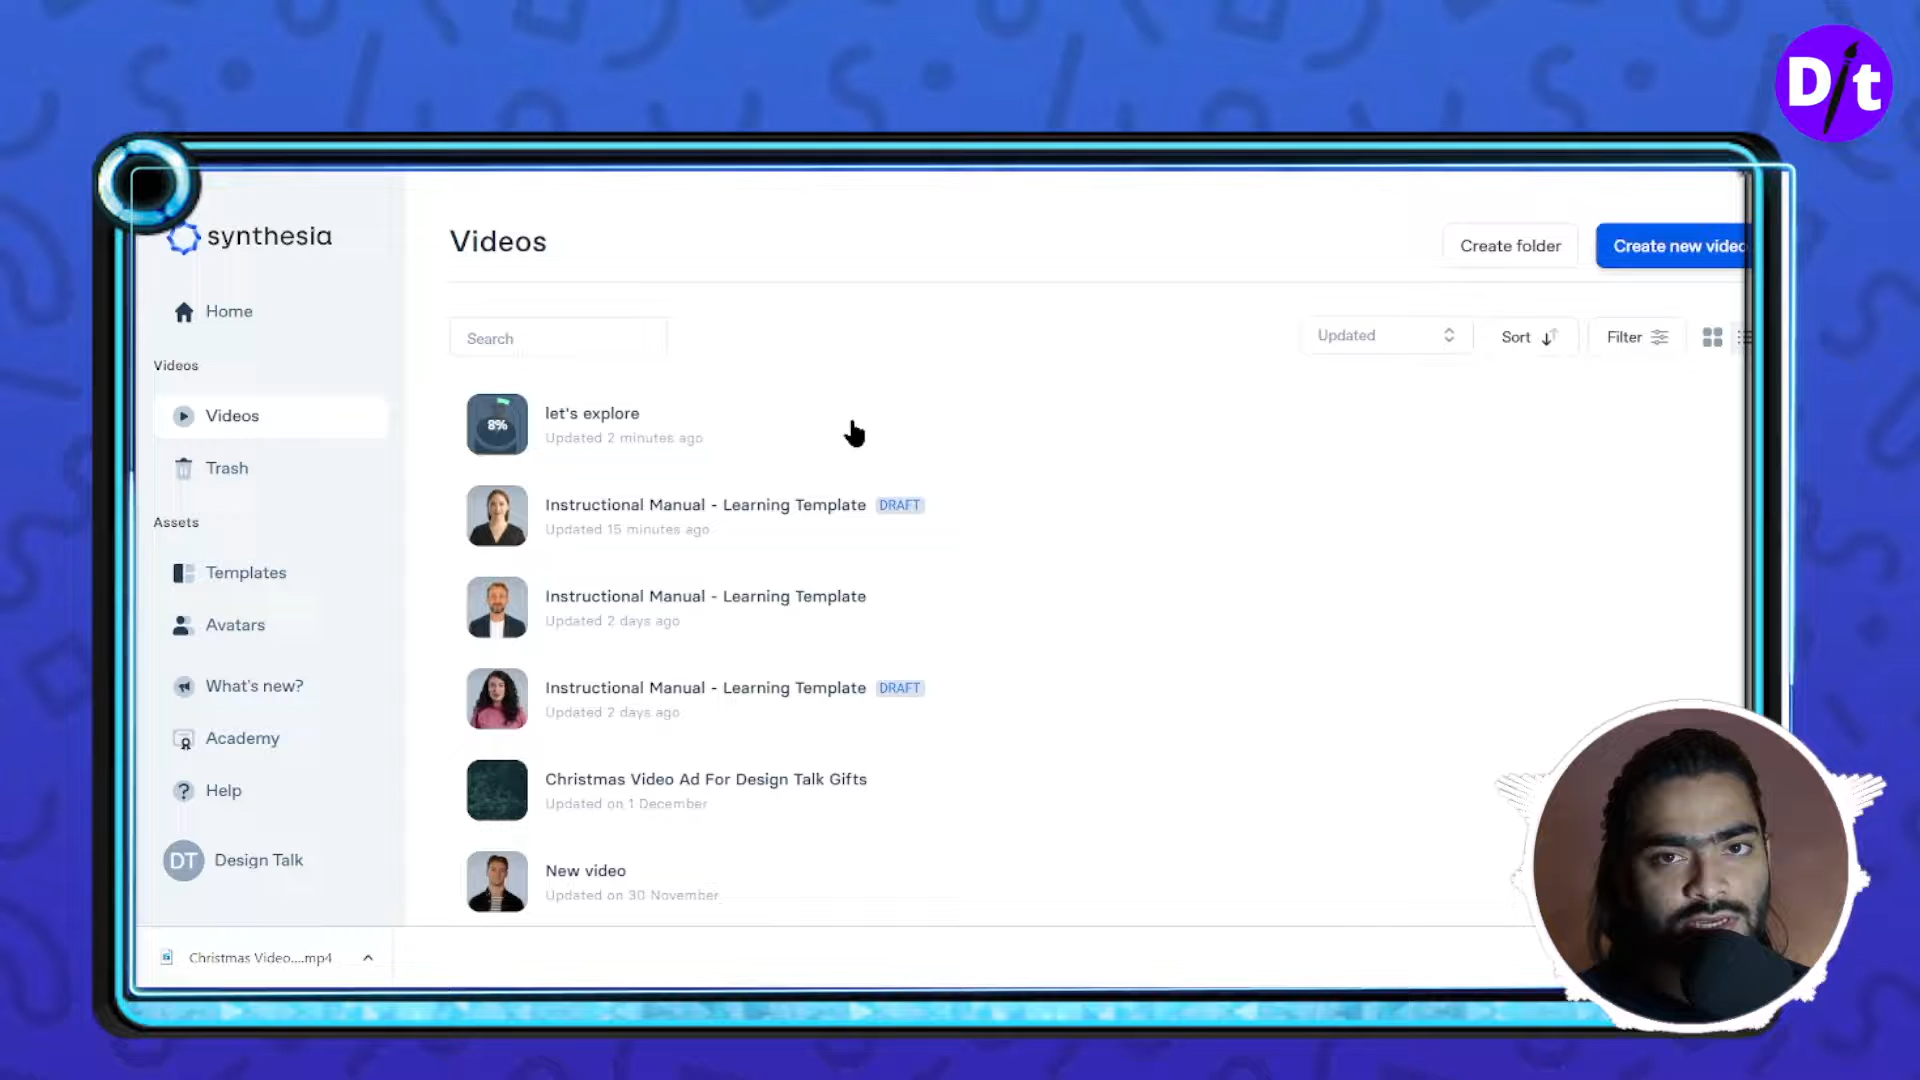 D/t
synthesia
Videos
Create folder
Create new video
Home
Search
Updated
Sort
Filter
Videos
Videos
Trash
let's explore
8%
Updated 2 minutes ago
Instructional Manual - Learning Template DRAFT
Updated 15 minutes ago
Assets
Templates
Avatars
Instructional Manual - Learning Template
Updated 2 days ago
What's new?
Academy
Help
Instructional Manual - Learning Template DRAFT
Updated 2 days ago
Christmas Video Ad For Design Talk Gifts
Updated on 1 December
DT Design Talk
New video
Updated on 30 November
Christmas Video....mp4